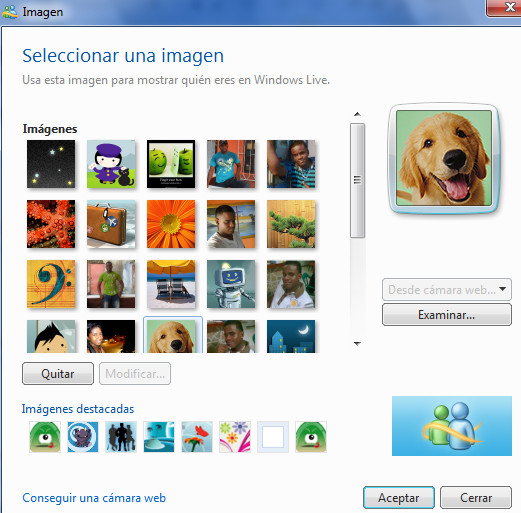 Imagen
Seleccionar una imagen
Usa esta imagen para mostrar quién eres en Windows Live.
Imágenes
Desde cámara web...
Examinar...
Quitar
Modificar...
Imágenes destacadas
Conseguir una cámara web
Aceptar
Cerrar